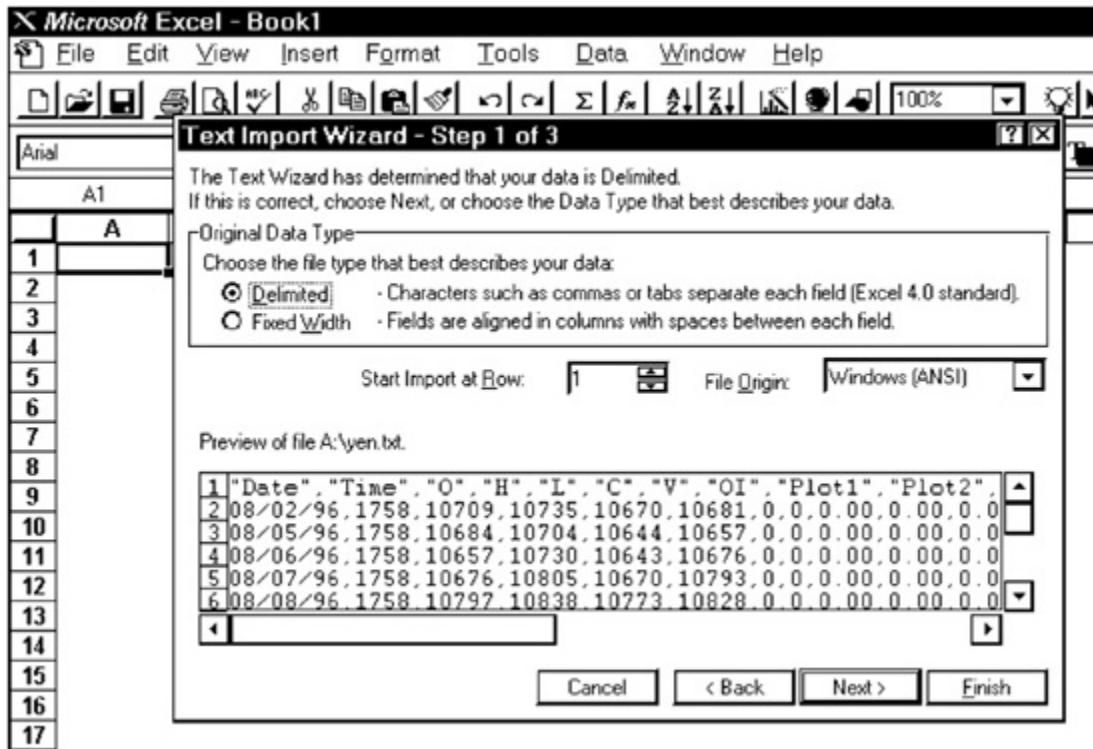 Microsoft Excel - Book1
File Edit View Insert Format Tools Data Window Help
ABC Σ fx A Z Z A 100%
Text Import Wizard - Step 1 of 3 ? X
Arial
The Text Wizard has determined that your data is Delimited.
A1
If this is correct, choose Next, or choose the Data Type that best describes your data.
A
Original Data Type
1
Choose the file type that best describes your data:
2
Delimited - Characters such as commas or tabs separate each field (Excel 4.0 standard).
3
Fixed Width - Fields are aligned in columns with spaces between each field.
4
5
Start Import at Row: 1 File Origin: Windows (ANSI)
6
7
Preview of file A:\yen.txt.
8
9
1 "Date","Time","O","H","L","C","V","OI","Plot1","Plot2",
10
2 08/02/96,1758,10709,10735,10670,10681,0,0,0.00,0.00,0.0
3 08/05/96,1758,10684,10704,10644,10657,0,0,0.00,0.00,0.0
11
4 08/06/96,1758,10657,10730,10643,10676,0,0,0.00,0.00,0.0
12
5 08/07/96,1758,10676,10805,10670,10793,0,0,0.00,0.00,0.0
6 08/08/96,1758,10797,10838,10773,10828,0,0,0.00,0.00,0.0
13
14
15
Cancel < Back Next > Finish
16
17